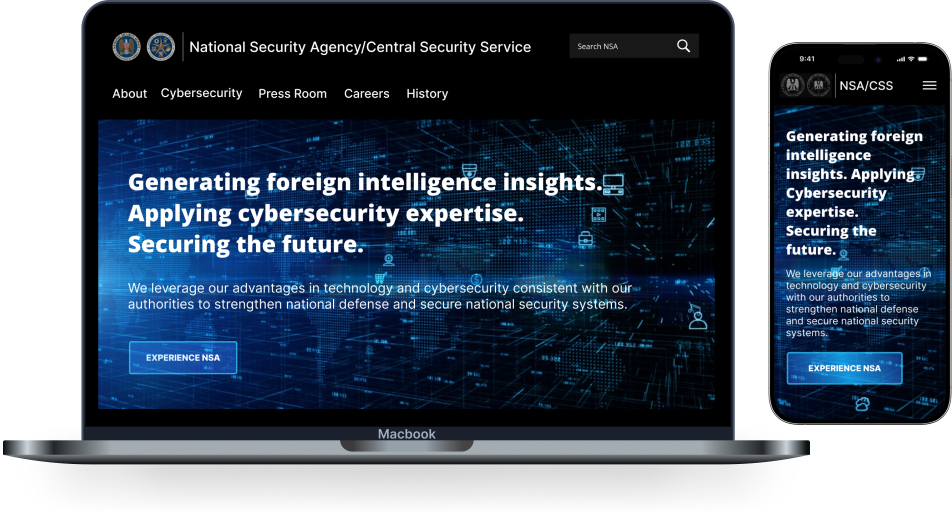 National Security Agency/Central Security Service
Search NSA
About Cybersecurity Press Room Careers History
Generating foreign intelligence insights.
Applying cybersecurity expertise.
Securing the future.
We leverage our advantages in technology and cybersecurity consistent with our
authorities to strengthen national defense and secure national security systems.
EXPERIENCE NSA
Macbook
9:41
NSA/CSS
Generating foreign
intelligence
insights. Applying
Cybersecurity
expertise.
Securing the
future.
We leverage our advantages in
technology and cybersecurity
with our authorities to
strengthen national defense
and secure national security
systems.
EXPERIENCE NSA